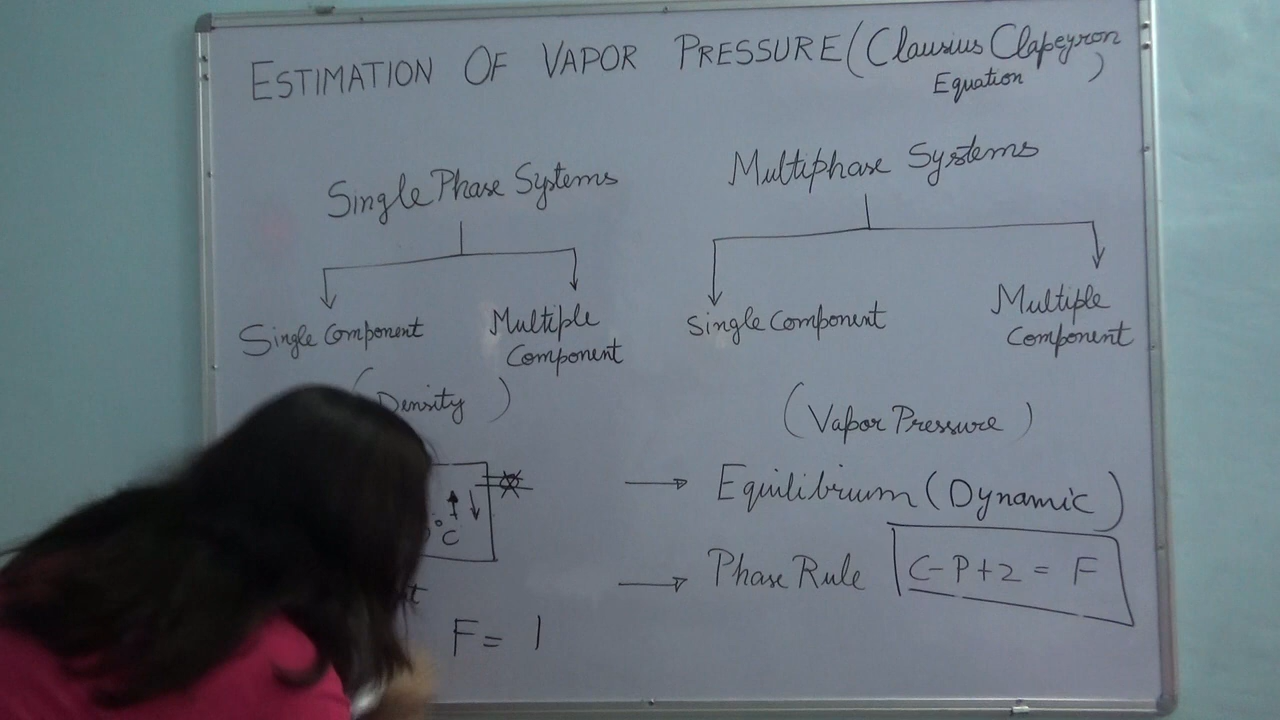 ESTIMATION OF VAPOR PRESSURE (Clausius Clapeyron
Equation )
Single Phase Systems
Multiphase Systems
Single Component
Multiple
Component
Single Component
Multiple
Component
(Density)
(Vapor Pressure)
°C
→ Equilibrium (Dynamic)
→ Phase Rule C-P+2 = F
F = 1